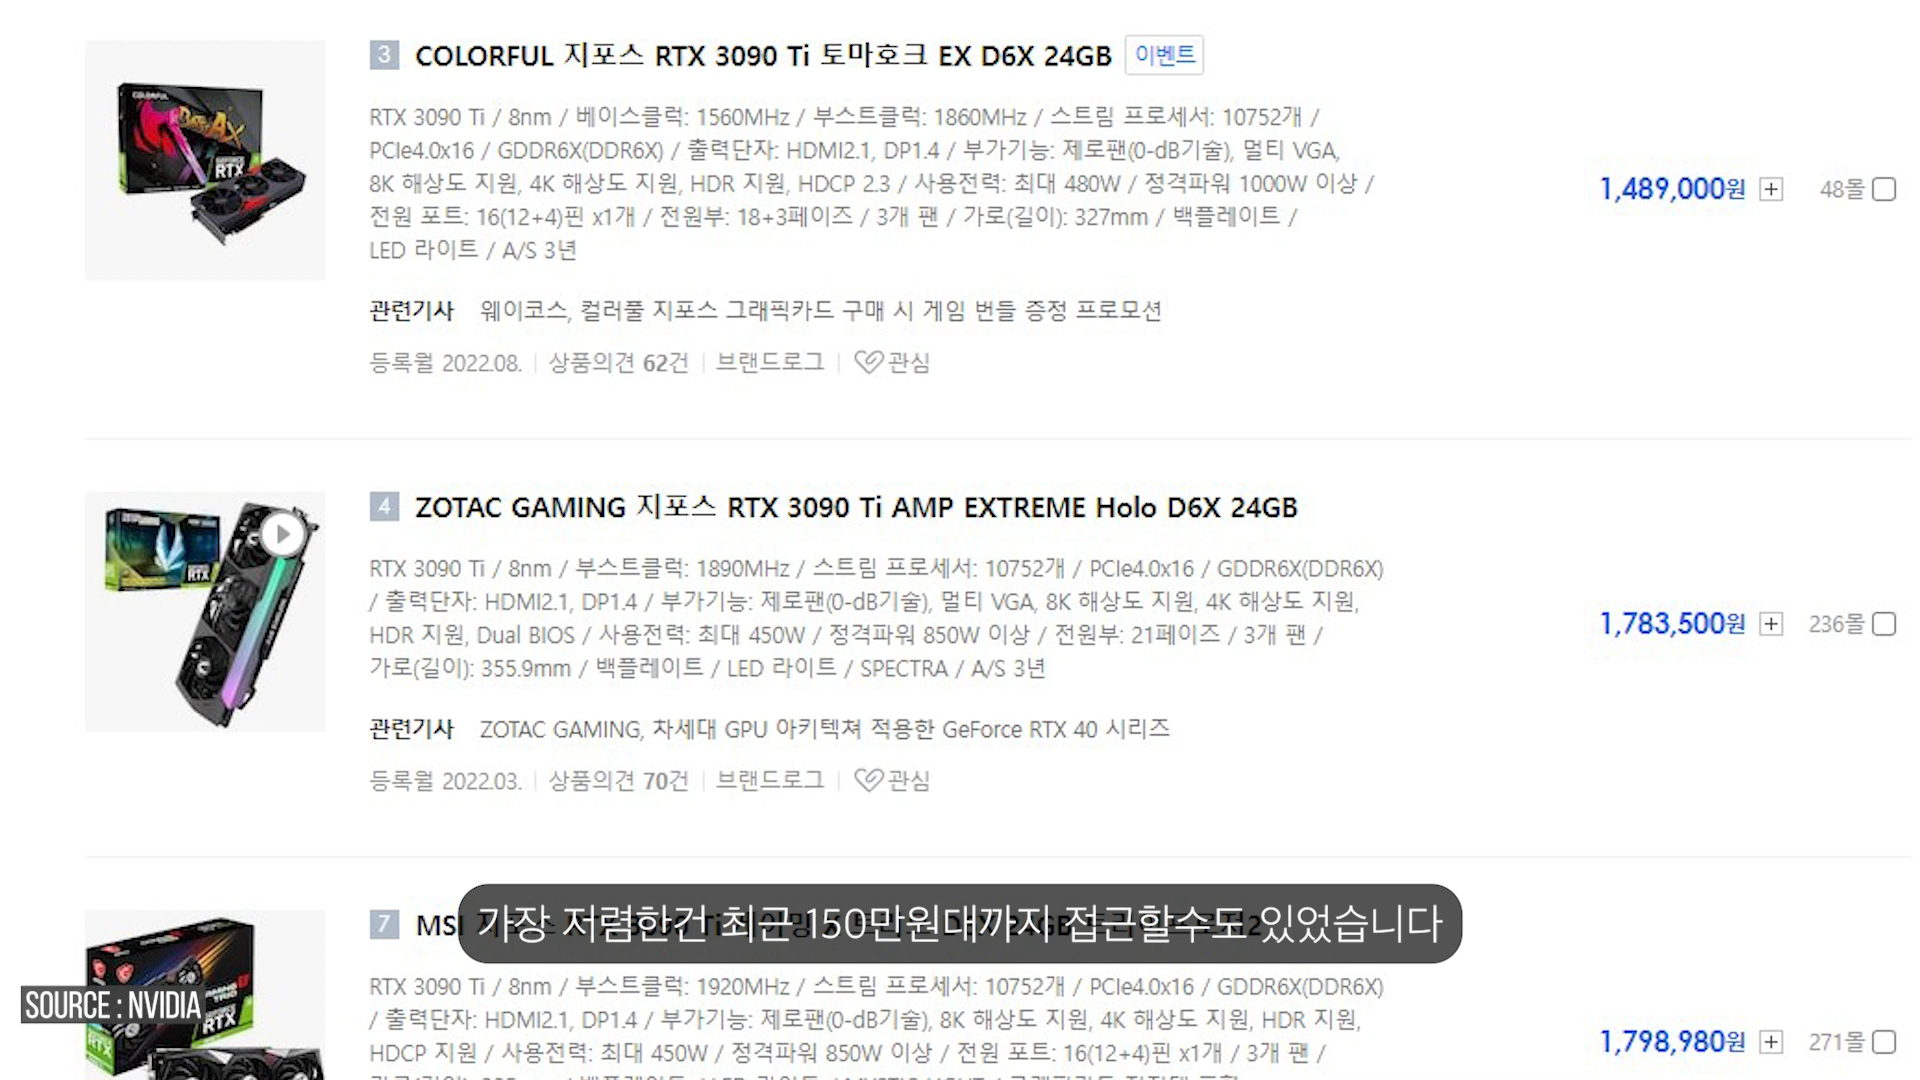 3 COLORFUL 지포스 RTX 3090 Ti 토마호크 EX D6X 24GB 이벤트
RTX 3090 Ti / 8nm / 베이스클럭: 1560MHz / 부스트클럭: 1860MHz / 스트림 프로세서: 10752개 /
PCIe4.0x16 / GDDR6X(DDR6X) / 출력단자: HDMI2.1, DP1.4 / 부가기능: 제로팬(0-dB기술), 멀티 VGA,
8K 해상도 지원, 4K 해상도 지원, HDR 지원, HDCP 2.3 / 사용전력: 최대 480W / 정격파워 1000W 이상 /
전원 포트: 16(12+4)핀 x1개 / 전원부: 18+3페이즈 / 3개 팬 / 가로(길이): 327mm / 백플레이트 /
LED 라이트 / A/S 3년
1,489,000원 48몰
관련기사 웨이코스, 컬러풀 지포스 그래픽카드 구매 시 게임 번들 증정 프로모션
등록월 2022.08. 상품의견 62건 브랜드로그 관심
4 ZOTAC GAMING 지포스 RTX 3090 Ti AMP EXTREME Holo D6X 24GB
RTX 3090 Ti / 8nm / 부스트클럭: 1890MHz / 스트림 프로세서: 10752개 / PCIe4.0x16 / GDDR6X(DDR6X)
/ 출력단자: HDMI2.1, DP1.4 / 부가기능: 제로팬(0-dB기술), 멀티 VGA, 8K 해상도 지원, 4K 해상도 지원,
HDR 지원, Dual BIOS / 사용전력: 최대 450W / 정격파워 850W 이상 / 전원부: 21페이즈 / 3개 팬 /
가로(길이): 355.9mm / 백플레이트 / LED 라이트 / SPECTRA / A/S 3년
1,783,500원 236몰
관련기사 ZOTAC GAMING, 차세대 GPU 아키텍쳐 적용한 GeForce RTX 40 시리즈
등록월 2022.03. 상품의견 70건 브랜드로그 관심
7 MSI
가장 저렴한건 최근 150만원대까지 접근할수도 있었습니다
SOURCE : NVIDIA
RTX 3090 Ti / 8nm / 부스트클럭: 1920MHz / 스트림 프로세서: 10752개 / PCIe4.0x16 / GDDR6X(DDR6X)
/ 출력단자: HDMI2.1, DP1.4 / 부가기능: 제로팬(0-dB기술), 8K 해상도 지원, 4K 해상도 지원, HDR 지원,
HDCP 지원 / 사용전력: 최대 450W / 정격파워 850W 이상 / 전원 포트: 16(12+4)핀 x1개 / 3개 팬 /
1,798,980원 271몰